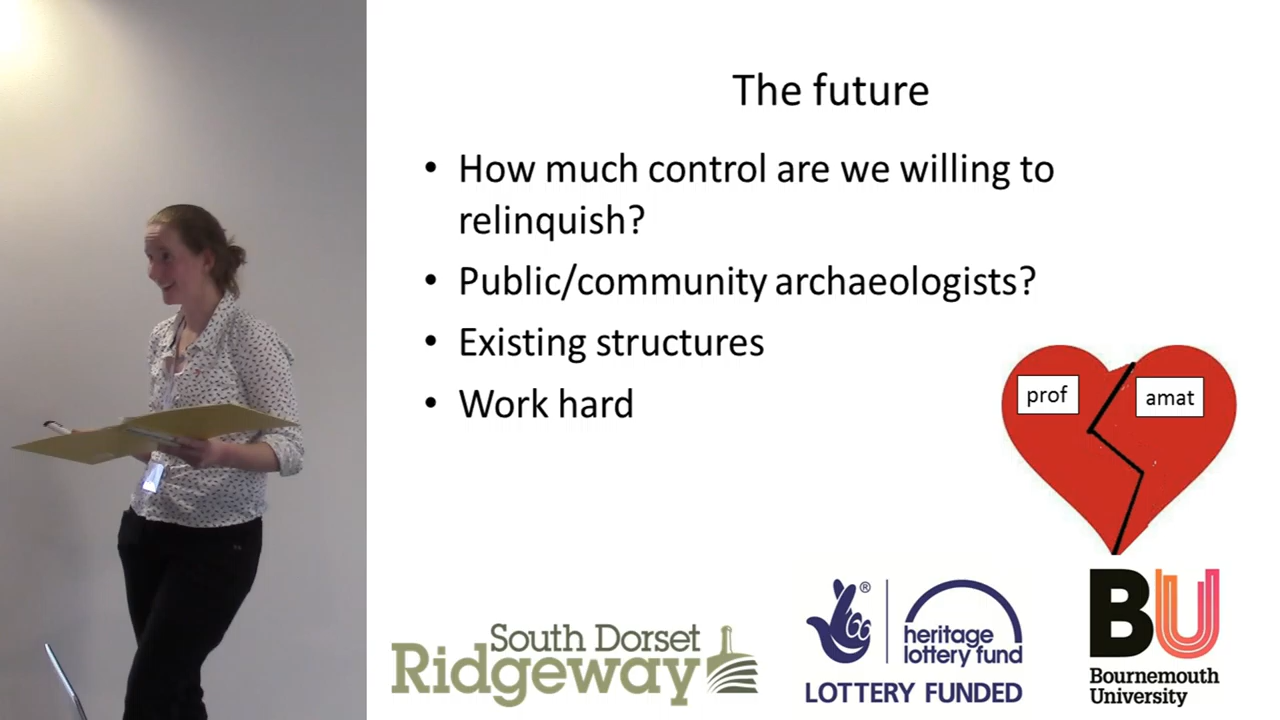 The future
• How much control are we willing to
relinquish?
• Public/community archaeologists?
• Existing structures
• Work hard
prof
amat
South Dorset
Ridgeway
®
heritage
lottery fund
LOTTERY FUNDED
BU
Bournemouth
University